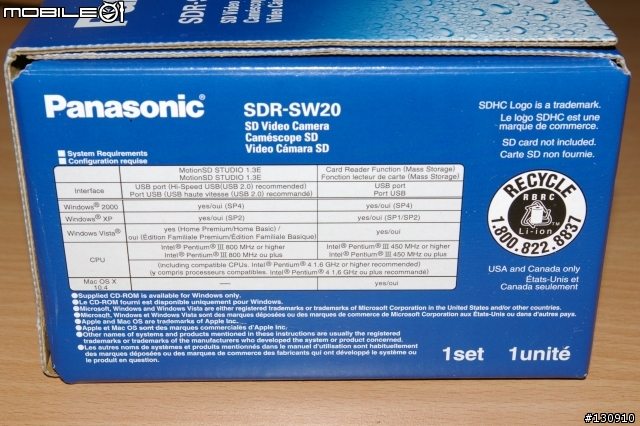 MOBILE01
SDR-
SD Video
Caméscope
Panasonic®
SDR-SW20
SD Video Camera
Caméscope SD
Vídeo Cámara SD
SDHC Logo is a trademark.
Le logo SDHC est une
marque de commerce.
SD card not included.
Carte SD non fournie.
■ System Requirements
■ Configuration requise
MotionSD STUDIO 1.3E
MotionSD STUDIO 1.3E
Card Reader Function (Mass Storage)
Fonction lecteur de carte (Mass Storage)
Interface
USB port (Hi-Speed USB(USB 2.0) recommended)
Port USB (USB haute vitesse (USB 2.0) recommandé)
USB port
Port USB
Windows® 2000
yes/oui (SP4)
yes/oui (SP4)
Windows® XP
yes/oui (SP2)
yes/oui (SP1/SP2)
Windows Vista®
yes (Home Premium/Home Basic) /
oui (Édition Familiale Premium/Édition Familiale Basique)
yes/oui
CPU
Intel® Pentium® III 800 MHz or higher
Intel® Pentium® III 800 MHz ou plus
Intel® Pentium® III 450 MHz or higher
Intel® Pentium® III 450 MHz ou plus
(including compatible CPUs. Intel® Pentium® 4 1.6 GHz or higher recommended)
(y compris processeurs compatibles. Intel® Pentium® 4 1,6 GHz ou plus recommandé)
Mac OS X
10.4
—
yes/oui
RECYCLE
RBRC
Li-ion
1.800.822.8837
USA and Canada only
États-Unis et
Canada seulement
●Supplied CD-ROM is available for Windows only.
●Le CD-ROM fourni est disponible uniquement pour Windows.
●Microsoft, Windows and Windows Vista are either registered trademarks or trademarks of Microsoft Corporation in the United States and/or other countries.
●Microsoft, Windows et Windows Vista sont des marques déposées ou des marques de commerce de Microsoft Corporation aux États-Unis ou dans d'autres pays.
●Apple and Mac OS are trademarks of Apple Inc.
●Apple et Mac OS sont des marques commerciales d'Apple Inc.
●Other names of systems and products mentioned in these instructions are usually the registered
trademarks or trademarks of the manufacturers who developed the system or product concerned.
●Les autres noms de systèmes et produits mentionnés dans le manuel d'utilisation sont habituellement
des marques déposées ou des marques de commerce des fabricants qui ont développé le système ou
le produit concerné.
1set 1unité
#130910